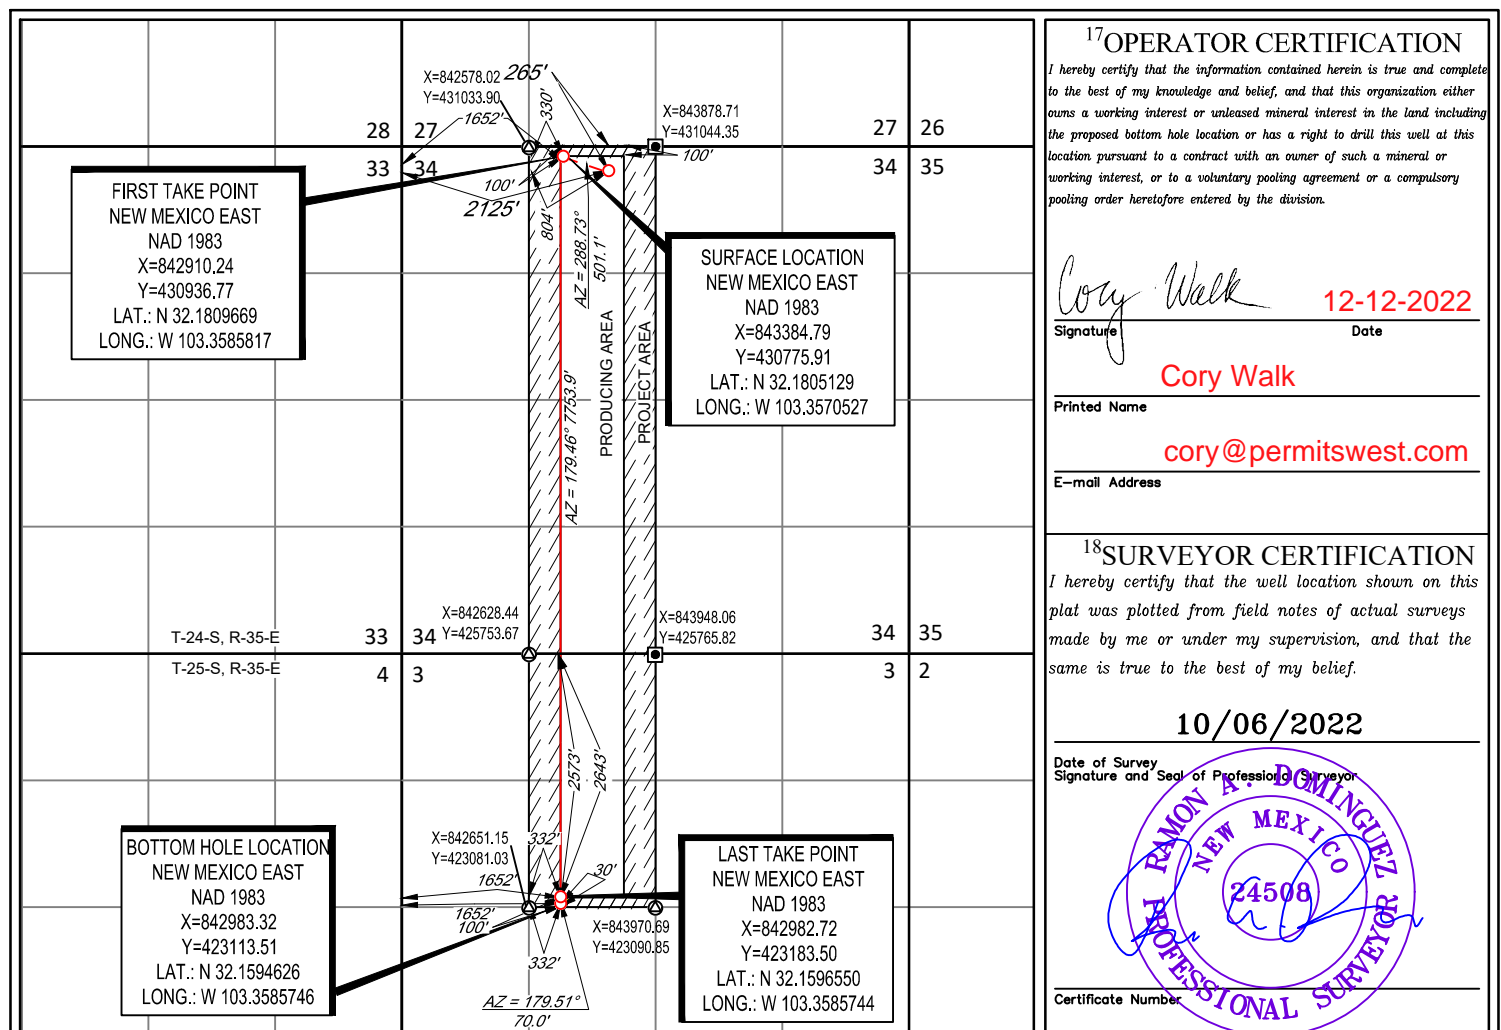 X=842578.02
Y=431033.90
265'
330'
1652'
X=843878.71
Y=431044.35
100'
28 27
33 34
27 26
34 35
100'
2125'
804'
AZ = 288.73°
501.1'
FIRST TAKE POINT
NEW MEXICO EAST
NAD 1983
X=842910.24
Y=430936.77
LAT.: N 32.1809669
LONG.: W 103.3585817
SURFACE LOCATION
NEW MEXICO EAST
NAD 1983
X=843384.79
Y=430775.91
LAT.: N 32.1805129
LONG.: W 103.3570527
AZ = 179.46° 7753.9'
PRODUCING AREA
PROJECT AREA
X=842628.44
Y=425753.67
X=843948.06
Y=425765.82
T-24-S, R-35-E 33 34
T-25-S, R-35-E 4 3
34 35
3 2
2573'
2643'
X=842651.15
Y=423081.03
332'
30'
1652'
1652'
100'
332'
X=843970.69
Y=423090.85
AZ = 179.51°
70.0'
BOTTOM HOLE LOCATION
NEW MEXICO EAST
NAD 1983
X=842983.32
Y=423113.51
LAT.: N 32.1594626
LONG.: W 103.3585746
LAST TAKE POINT
NEW MEXICO EAST
NAD 1983
X=842982.72
Y=423183.50
LAT.: N 32.1596550
LONG.: W 103.3585744
17 OPERATOR CERTIFICATION
I hereby certify that the information contained herein is true and complete
to the best of my knowledge and belief, and that this organization either
owns a working interest or unleased mineral interest in the land including
the proposed bottom hole location or has a right to drill this well at this
location pursuant to a contract with an owner of such a mineral or
working interest, or to a voluntary pooling agreement or a compulsory
pooling order heretofore entered by the division.
Cory Walk 12-12-2022
Signature Date
Cory Walk
Printed Name
cory@permitswest.com
E-mail Address
18 SURVEYOR CERTIFICATION
I hereby certify that the well location shown on this
plat was plotted from field notes of actual surveys
made by me or under my supervision, and that the
same is true to the best of my belief.
10/06/2022
Date of Survey
Signature and Seal of Professional Surveyor
RAMON A. DOMINGUEZ
NEW MEXICO
24508
PROFESSIONAL SURVEYOR
Certificate Number